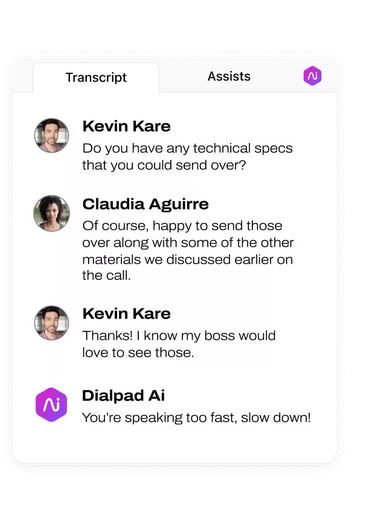 Transcript
Assists
Kevin Kare
Do you have any technical specs
that you could send over?
Claudia Aguirre
Of course, happy to send those
over along with some of the other
materials we discussed earlier on
the call.
Kevin Kare
Thanks! I know my boss would
love to see those.
Ai
Dialpad Ai
You’re speaking too fast, slow down!